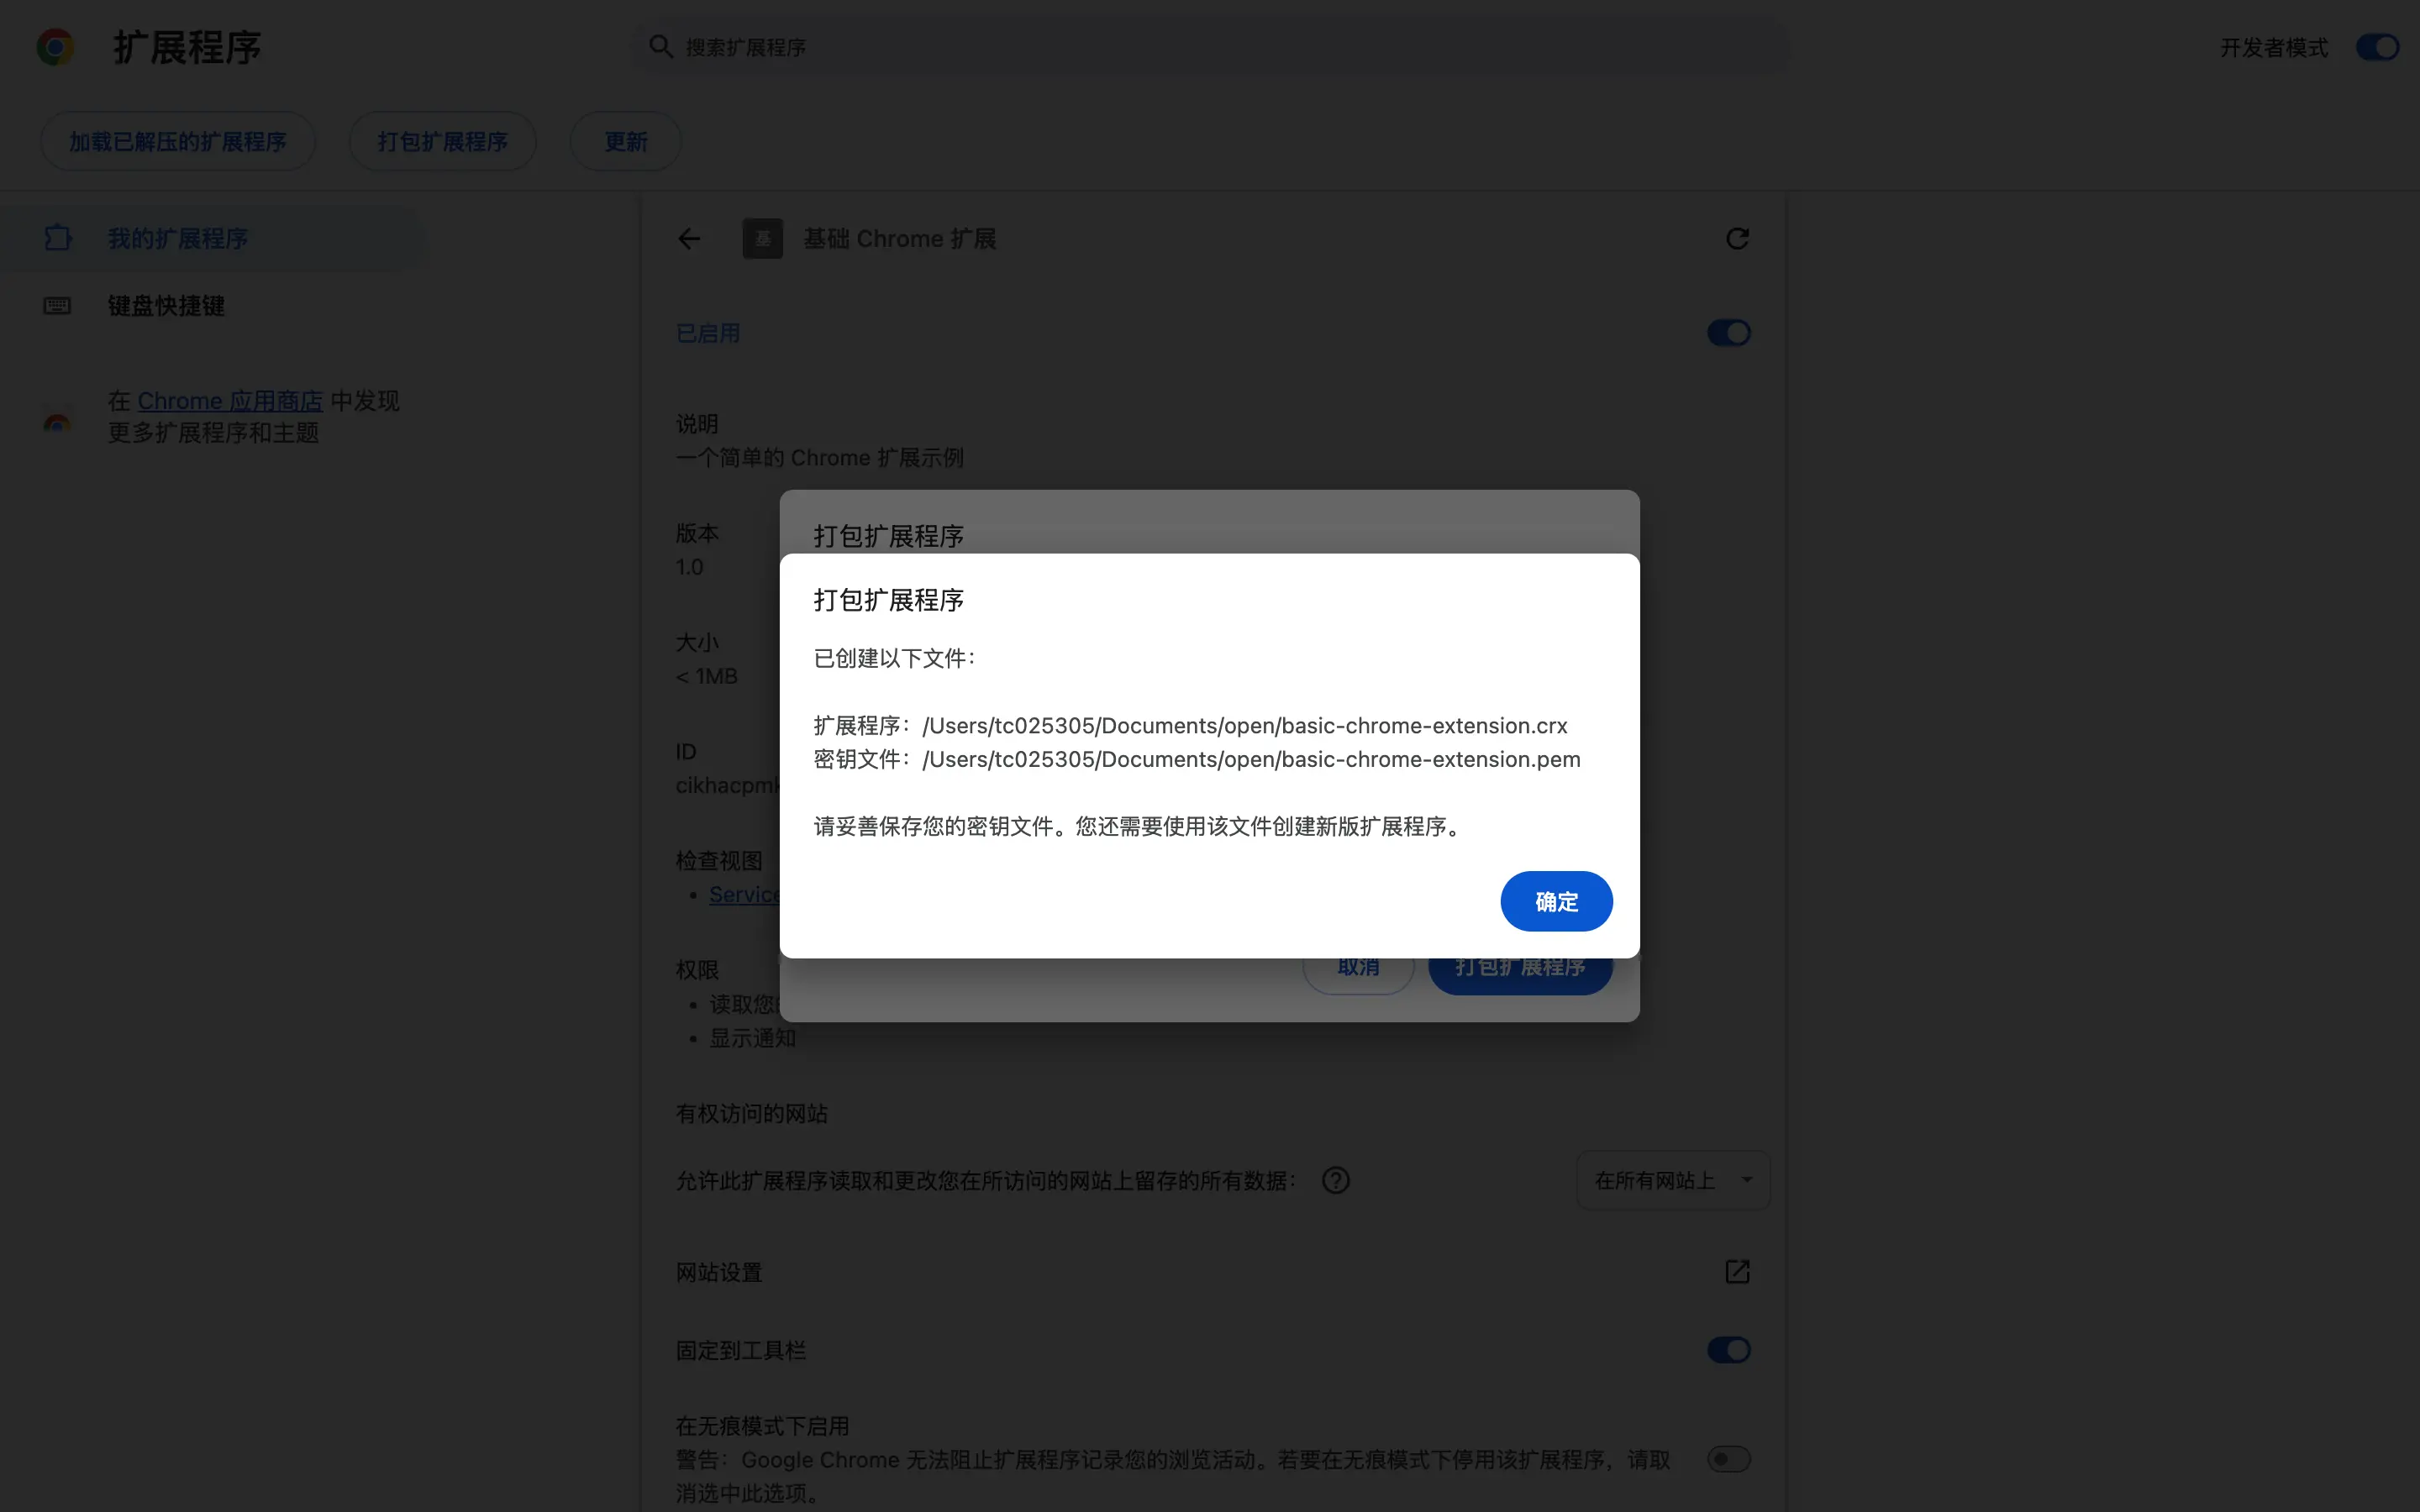 扩展程序
搜索扩展程序
开发者模式
加载已解压的扩展程序
打包扩展程序
更新
我的扩展程序
键盘快捷键
在 Chrome 应用商店 中发现
更多扩展程序和主题
基
基础 Chrome 扩展
已启用
说明
一个简单的 Chrome 扩展示例
版本
1.0
大小
< 1MB
ID
检查视图
Service
权限
读取您
显示通知
打包扩展程序
打包扩展程序
已创建以下文件：
扩展程序：/Users/tc025305/Documents/open/basic-chrome-extension.crx
密钥文件：/Users/tc025305/Documents/open/basic-chrome-extension.pem
请妥善保存您的密钥文件。您还需要使用该文件创建新版扩展程序。
确定
取消
打包扩展程序
有权访问的网站
允许此扩展程序读取和更改您在所访问的网站上留存的所有数据：
在所有网站上
网站设置
固定到工具栏
在无痕模式下启用
警告：Google Chrome 无法阻止扩展程序记录您的浏览活动。若要在无痕模式下停用该扩展程序，请取
消选中此选项。